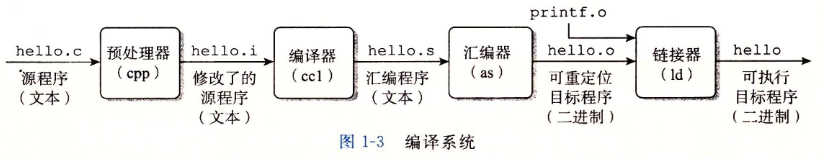 printf.o
hello.c
预处理器
(cpp)
hello.i
编译器
(cc1)
hello.s
汇编器
(as)
hello.o
链接器
(ld)
hello
源程序
(文本)
修改了的
源程序
(文本)
汇编程序
(文本)
可重定位
目标程序
(二进制)
可执行
目标程序
(二进制)
图 1-3 编译系统